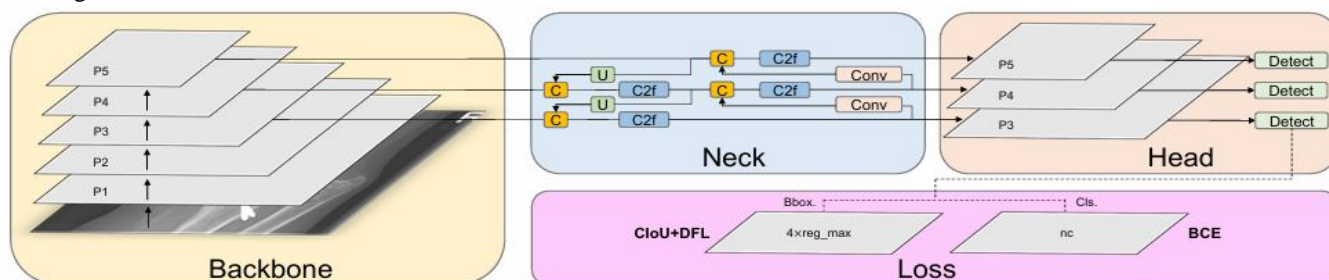 P5
P4
P3
P2
P1
Backbone
C
C2f
U
Conv
C
C2f
C
C2f
U
Conv
C
C2f
Neck
P5
P4
P3
Detect
Detect
Detect
Head
Bbox.
Cls.
CIoU+DFL
4×reg_max
nc
BCE
Loss